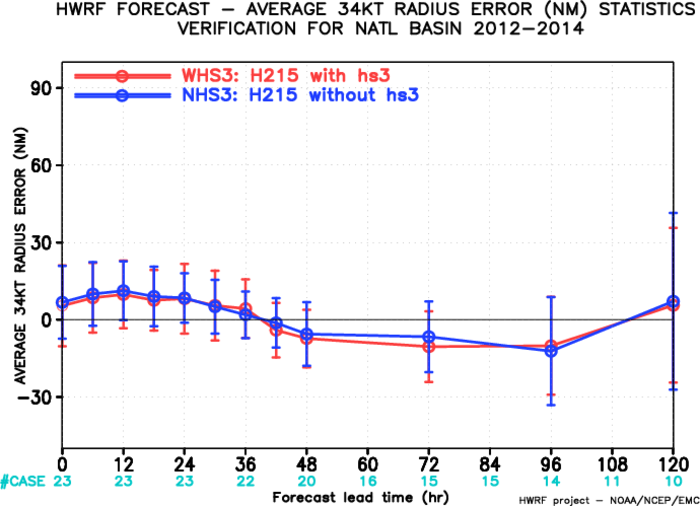 HWRF FORECAST – AVERAGE 34KT RADIUS ERROR (NM) STATISTICS
VERIFICATION FOR NATL BASIN 2012–2014
WHS3: H215 with hs3
NHS3: H215 without hs3
AVERAGE 34KT RADIUS ERROR (NM)
90
60
30
0
–30
0 12 24 36 48 60 72 84 96 108 120
#CASE 23 23 23 22 20 16 15 15 14 11 10
Forecast lead time (hr)
HWRF project – NOAA/NCEP/EMC